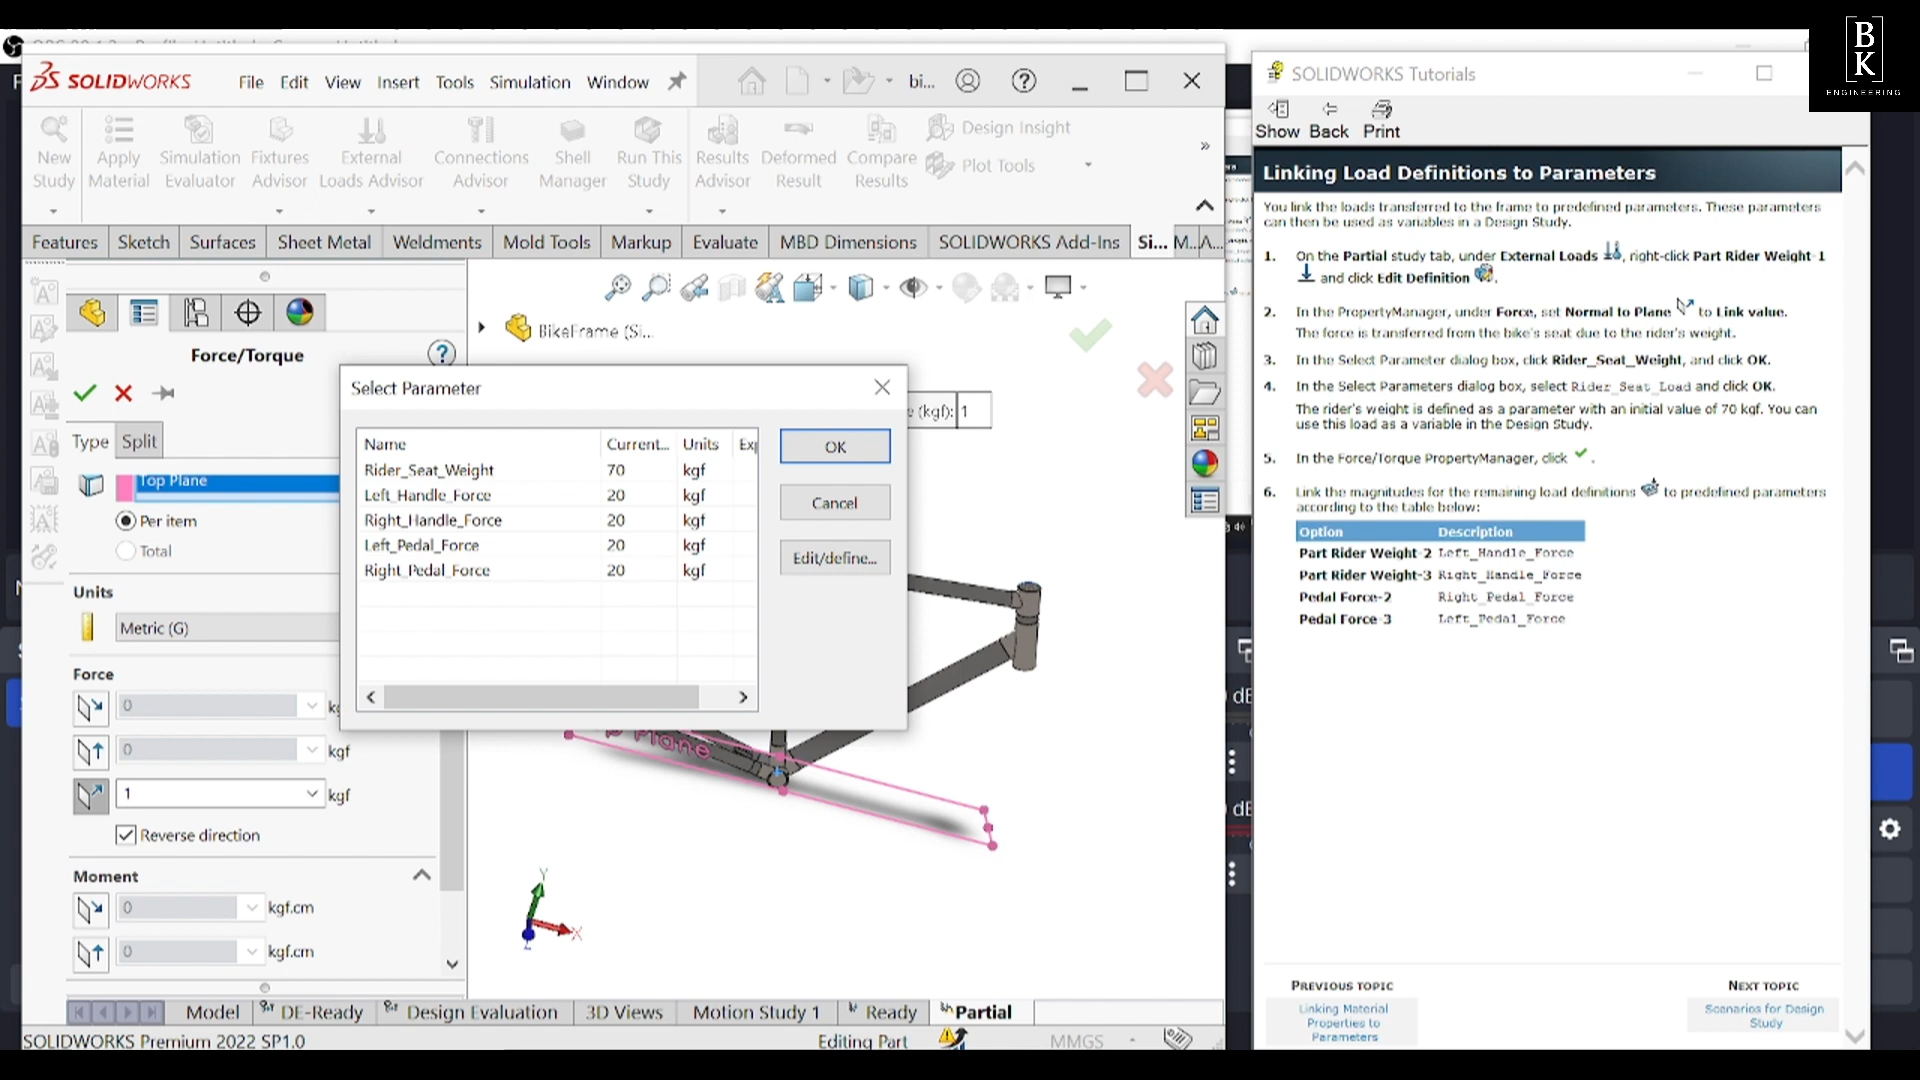 BK
ENGINEERING
SOLIDWORKS
File Edit View Insert Tools Simulation Window
bi...
New Study
Apply Material
Simulation Evaluator
Fixtures Advisor
External Loads Advisor
Connections Advisor
Shell Manager
Run This Study
Results Advisor
Deformed Result
Compare Results
Design Insight
Plot Tools
Features Sketch Surfaces Sheet Metal Weldments Mold Tools Markup Evaluate MBD Dimensions SOLIDWORKS Add-Ins Si... M... A...
BikeFrame (Si...
Force/Torque
Type Split
Top Plane
Per item
Total
Units
Metric (G)
Force
0
0 kgf
1 kgf
Reverse direction
Moment
0 kgf.cm
0 kgf.cm
Select Parameter
Name Current... Units Exp
Rider_Seat_Weight 70 kgf
Left_Handle_Force 20 kgf
Right_Handle_Force 20 kgf
Left_Pedal_Force 20 kgf
Right_Pedal_Force 20 kgf
OK
Cancel
Edit/define...
(kgf): 1
Plane
Y
X
Z
Model DE-Ready Design Evaluation 3D Views Motion Study 1 Ready Partial
SOLIDWORKS Premium 2022 SP1.0 Editing Part MMGS
SOLIDWORKS Tutorials
Show Back Print
Linking Load Definitions to Parameters
You link the loads transferred to the frame to predefined parameters. These parameters
can then be used as variables in a Design Study.
1. On the Partial study tab, under External Loads , right-click Part Rider Weight-1
and click Edit Definition .
2. In the PropertyManager, under Force, set Normal to Plane to Link value.
The force is transferred from the bike's seat due to the rider's weight.
3. In the Select Parameter dialog box, click Rider_Seat_Weight, and click OK.
4. In the Select Parameters dialog box, select Rider_Seat_Load and click OK.
The rider's weight is defined as a parameter with an initial value of 70 kgf. You can
use this load as a variable in the Design Study.
5. In the Force/Torque PropertyManager, click .
6. Link the magnitudes for the remaining load definitions to predefined parameters
according to the table below:
Option Description
Part Rider Weight-2 Left_Handle_Force
Part Rider Weight-3 Right_Handle_Force
Pedal Force-2 Right_Pedal_Force
Pedal Force-3 Left_Pedal_Force
PREVIOUS TOPIC
Linking Material
Properties to
Parameters
NEXT TOPIC
Scenarios for Design
Study